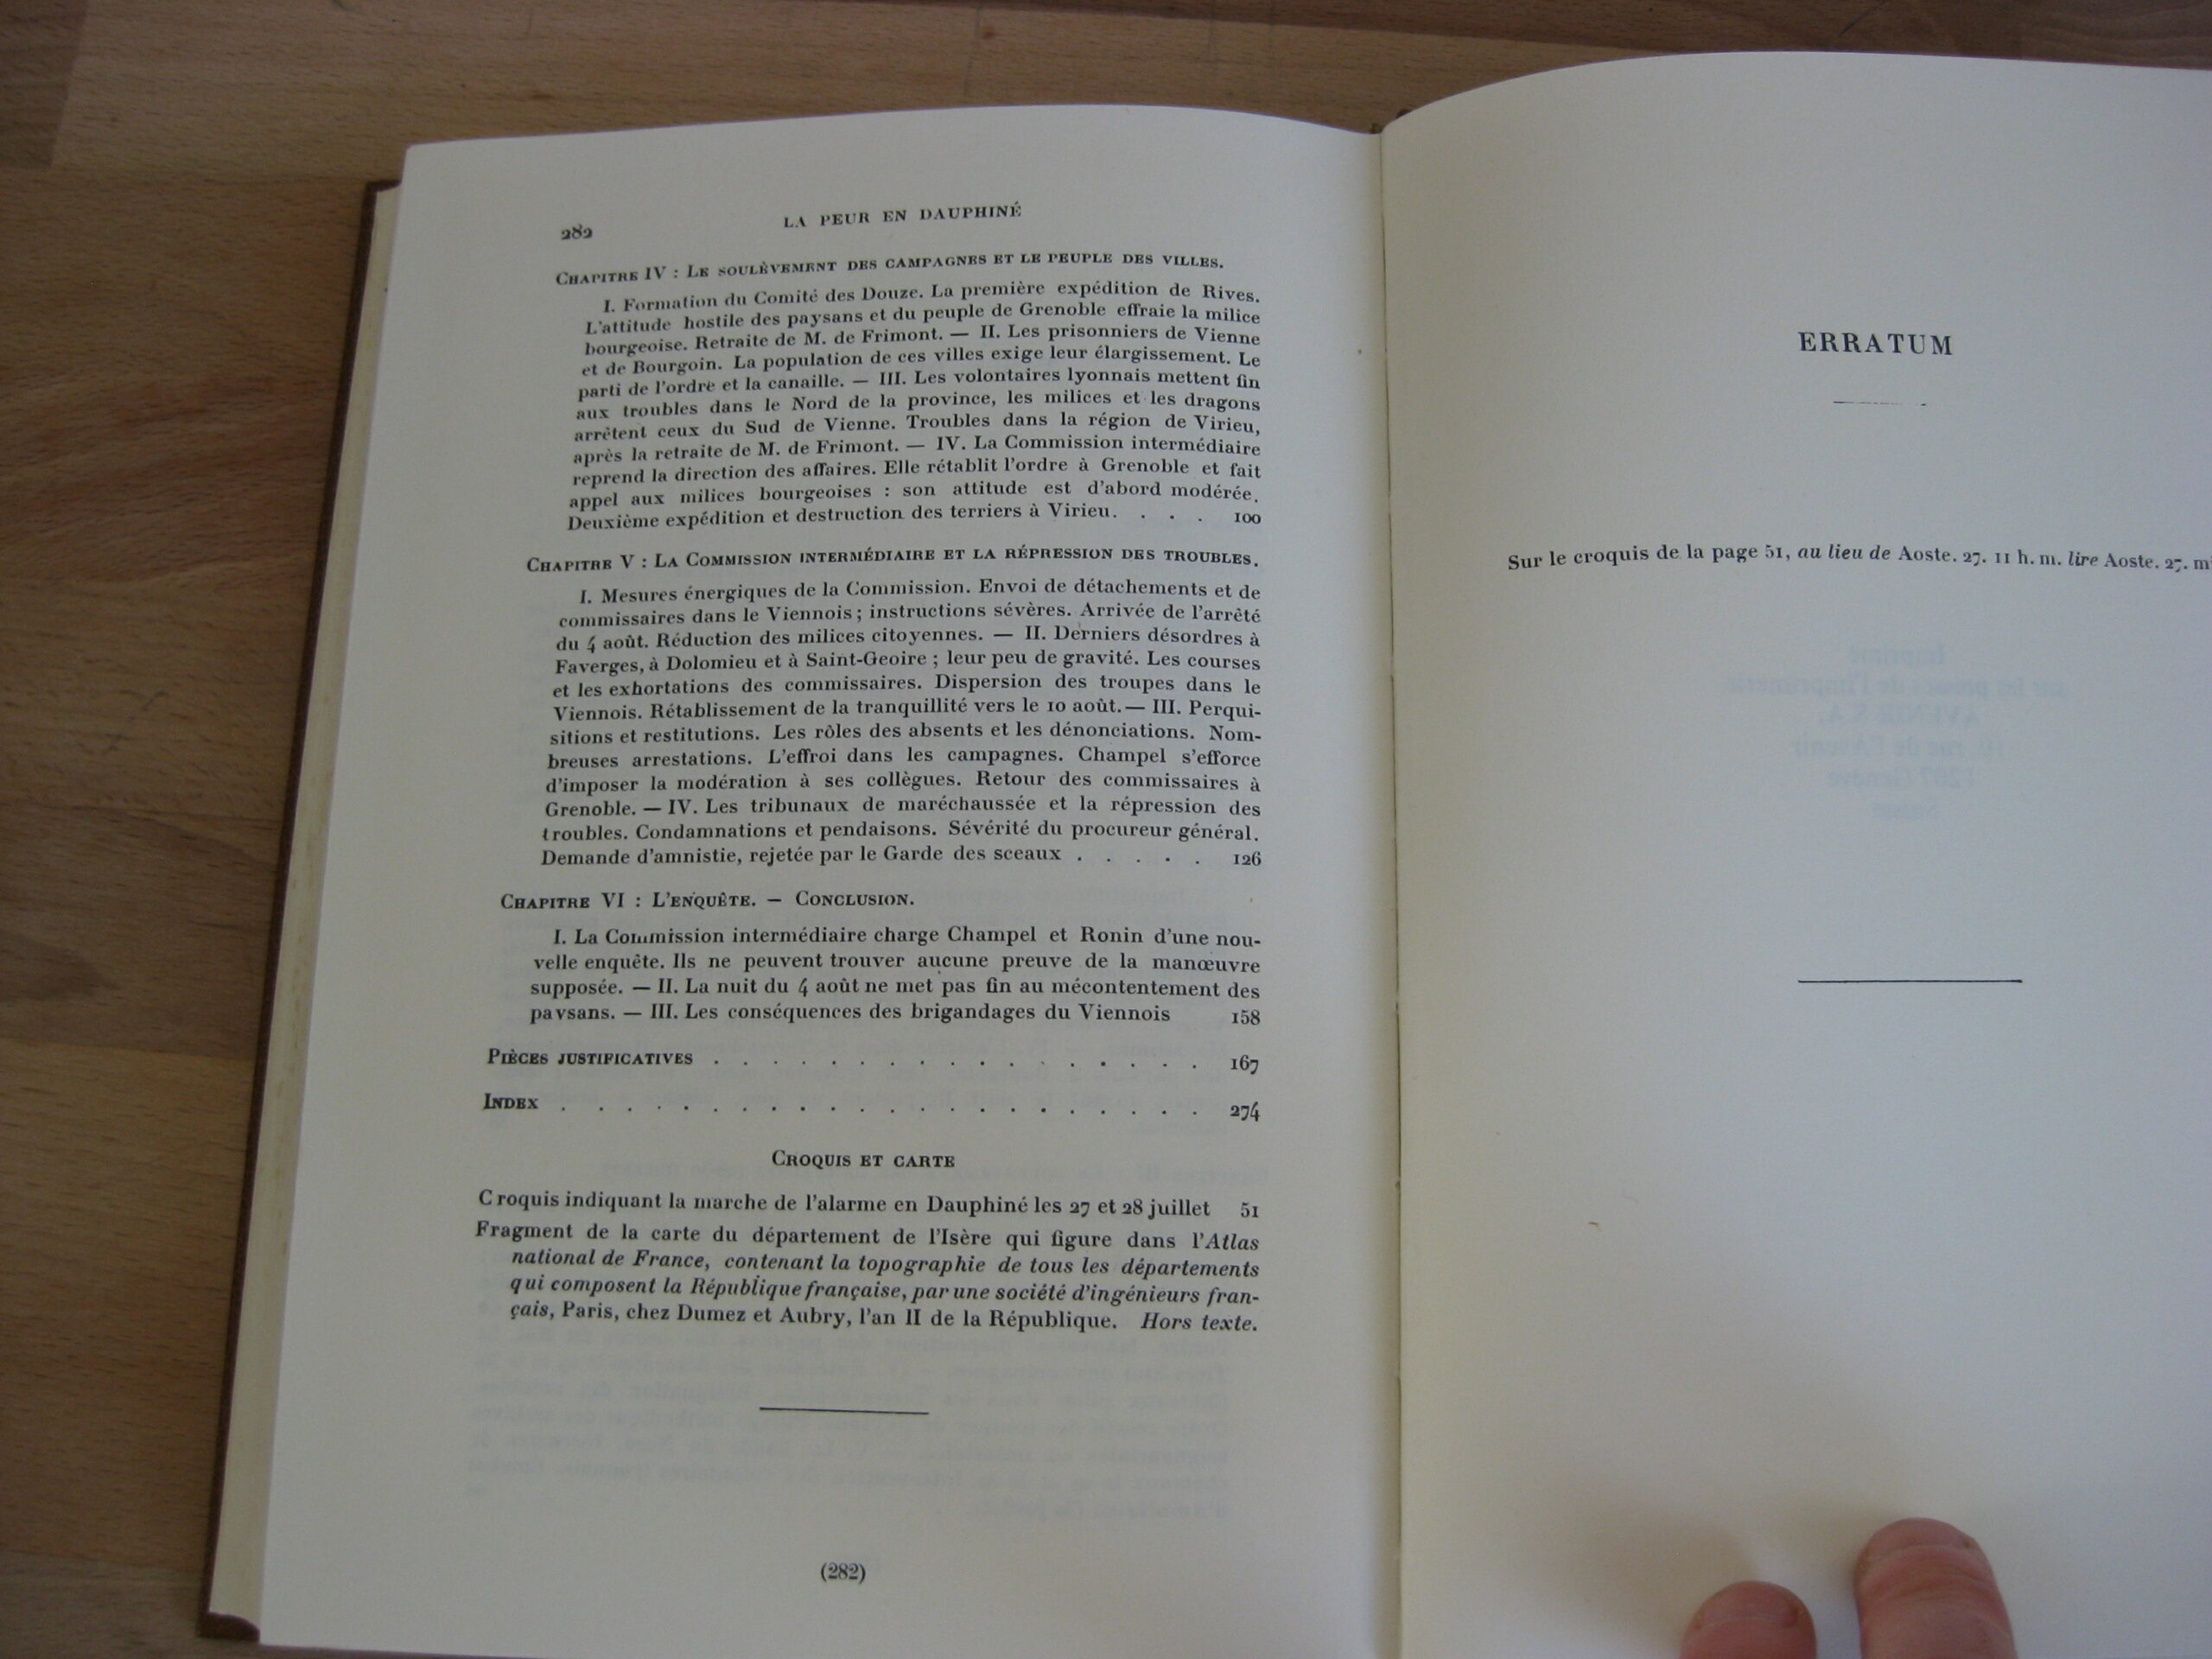 282
LA PEUR EN DAUPHINÉ
CHAPITRE IV : LE SOULÈVEMENT DES CAMPAGNES ET LE PEUPLE DES VILLES.
I. Formation du Comité des Douze. La première expédition de Rives.
L'attitude hostile des paysans et du peuple de Grenoble effraie la milice
bourgeoise. Retraite de M. de Frimont. — II. Les prisonniers de Vienne
et de Bourgoin. La population de ces villes exige leur élargissement. Le
parti de l'ordre et la canaille. — III. Les volontaires lyonnais mettent fin
aux troubles dans le Nord de la province, les milices et les dragons
arrêtent ceux du Sud de Vienne. Troubles dans la région de Virieu,
après la retraite de M. de Frimont. — IV. La Commission intermédiaire
reprend la direction des affaires. Elle rétablit l'ordre à Grenoble et fait
appel aux milices bourgeoises : son attitude est d'abord modérée.
Deuxième expédition et destruction des terriers à Virieu. . . . 100
CHAPITRE V : LA COMMISSION INTERMÉDIAIRE ET LA RÉPRESSION DES TROUBLES.
I. Mesures énergiques de la Commission. Envoi de détachements et de
commissaires dans le Viennois ; instructions sévères. Arrivée de l'arrêté
du 4 août. Réduction des milices citoyennes. — II. Derniers désordres à
Faverges, à Dolomieu et à Saint-Geoire ; leur peu de gravité. Les courses
et les exhortations des commissaires. Dispersion des troupes dans le
Viennois. Rétablissement de la tranquillité vers le 10 août. — III. Perqui-
sitions et restitutions. Les rôles des absents et les dénonciations. Nom-
breuses arrestations. L'effroi dans les campagnes. Champel s'efforce
d'imposer la modération à ses collègues. Retour des commissaires à
Grenoble. — IV. Les tribunaux de maréchaussée et la répression des
troubles. Condamnations et pendaisons. Sévérité du procureur général.
Demande d'amnistie, rejetée par le Garde des sceaux . . . . . 126
CHAPITRE VI : L'ENQUÊTE. — CONCLUSION.
I. La Commission intermédiaire charge Champel et Ronin d'une nou-
velle enquête. Ils ne peuvent trouver aucune preuve de la manœuvre
supposée. — II. La nuit du 4 août ne met pas fin au mécontentement des
paysans. — III. Les conséquences des brigandages du Viennois 158
PIÈCES JUSTIFICATIVES . . . . . . . . . . . . . . . . . 167
INDEX . . . . . . . . . . . . . . . . . . . . . . 274
CROQUIS ET CARTE
Croquis indiquant la marche de l'alarme en Dauphiné les 27 et 28 juillet 51
Fragment de la carte du département de l'Isère qui figure dans l'Atlas
national de France, contenant la topographie de tous les départements
qui composent la République française, par une société d'ingénieurs fran-
çais, Paris, chez Dumez et Aubry, l'an II de la République. Hors texte.
(282)
ERRATUM
Sur le croquis de la page 51, au lieu de Aoste. 27. 11 h. m. lire Aoste. 27.